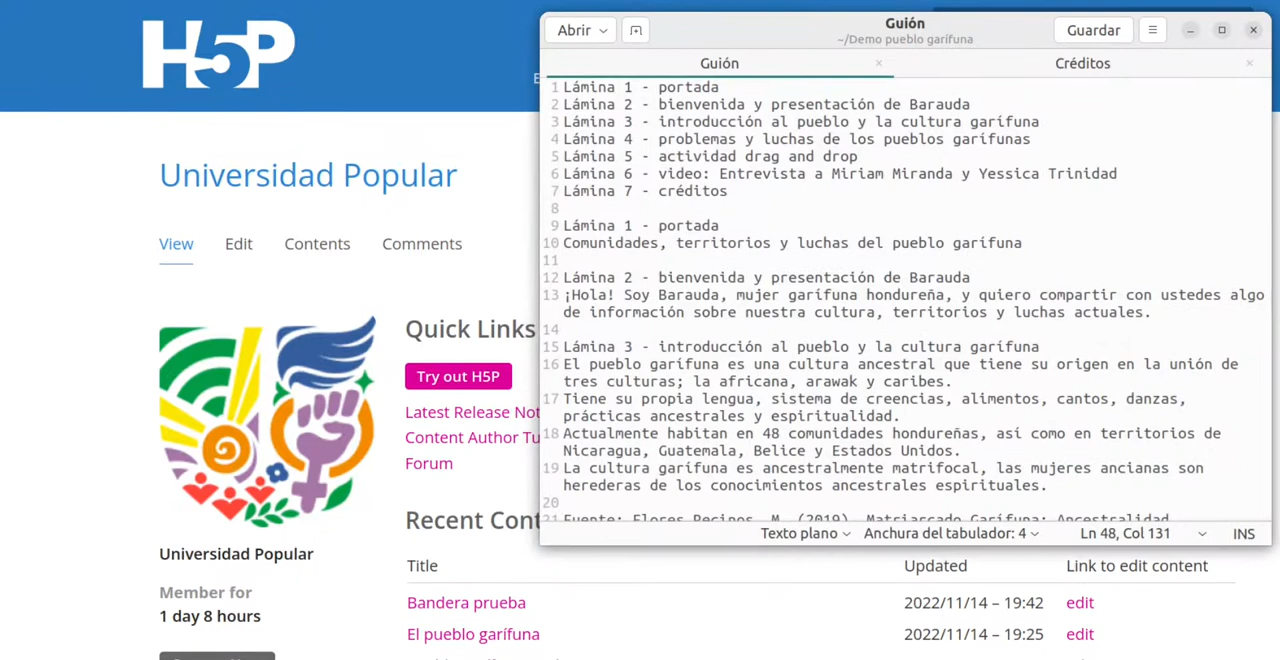 H5P
Universidad Popular
View Edit Contents Comments
Quick Links
Try out H5P
Latest Release Not
Content Author Tu
Forum
Universidad Popular
Member for
1 day 8 hours
Recent Cont
Title Updated Link to edit content
Bandera prueba 2022/11/14 – 19:42 edit
El pueblo garífuna 2022/11/14 – 19:25 edit
Abrir Guión Guardar
~/Demo pueblo garífuna
Guión × Créditos ×
1 Lámina 1 - portada
2 Lámina 2 - bienvenida y presentación de Barauda
3 Lámina 3 - introducción al pueblo y la cultura garífuna
4 Lámina 4 - problemas y luchas de los pueblos garífunas
5 Lámina 5 - actividad drag and drop
6 Lámina 6 - video: Entrevista a Miriam Miranda y Yessica Trinidad
7 Lámina 7 - créditos
8
9 Lámina 1 - portada
10 Comunidades, territorios y luchas del pueblo garífuna
11
12 Lámina 2 - bienvenida y presentación de Barauda
13 ¡Hola! Soy Barauda, mujer garífuna hondureña, y quiero compartir con ustedes algo
de información sobre nuestra cultura, territorios y luchas actuales.
14
15 Lámina 3 - introducción al pueblo y la cultura garífuna
16 El pueblo garífuna es una cultura ancestral que tiene su origen en la unión de
tres culturas; la africana, arawak y caribes.
17 Tiene su propia lengua, sistema de creencias, alimentos, cantos, danzas,
prácticas ancestrales y espiritualidad.
18 Actualmente habitan en 48 comunidades hondureñas, así como en territorios de
Nicaragua, Guatemala, Belice y Estados Unidos.
19 La cultura garífuna es ancestralmente matrifocal, las mujeres ancianas son
herederas de los conocimientos ancestrales espirituales.
20
21 Fuente: Flores Recinos, M. (2019). Matriarcado Garífuna: Ancestralidad
Texto plano Anchura del tabulador: 4 Ln 48, Col 131 INS